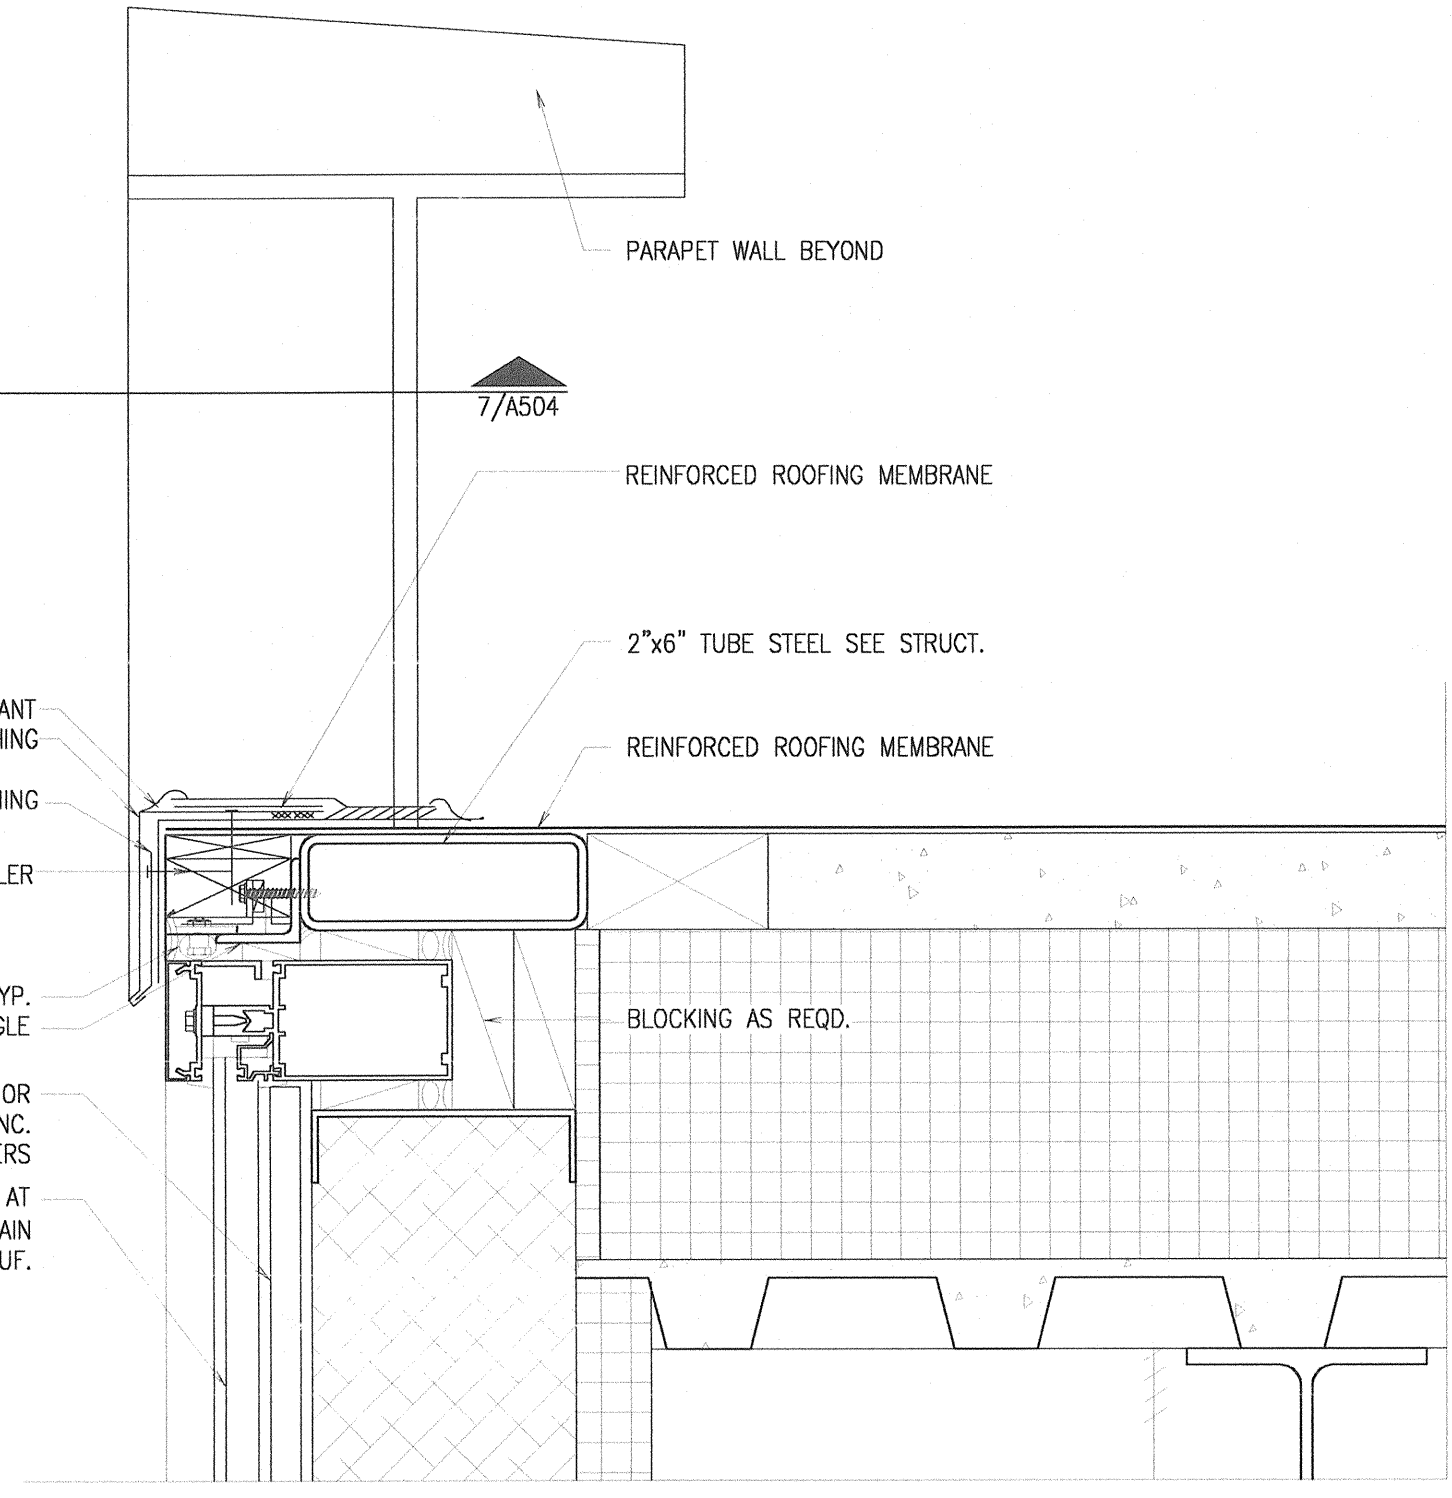 PARAPET WALL BEYOND
7/A504
REINFORCED ROOFING MEMBRANE
2"x6" TUBE STEEL SEE STRUCT.
ANT
HING
REINFORCED ROOFING MEMBRANE
HING
LER
YP.
GLE
BLOCKING AS REQD.
OR
NC.
ERS
AT
AIN
UF.